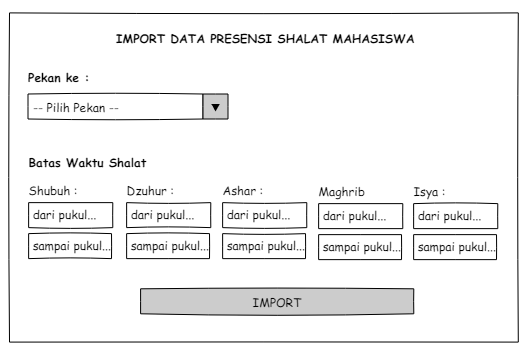 IMPORT DATA PRESENSI SHALAT MAHASISWA
Pekan ke :
-- Pilih Pekan --
Batas Waktu Shalat
Shubuh : Dzuhur : Ashar : Maghrib Isya :
dari pukul... dari pukul... dari pukul... dari pukul... dari pukul...
sampai pukul... sampai pukul... sampai pukul... sampai pukul... sampai pukul...
IMPORT